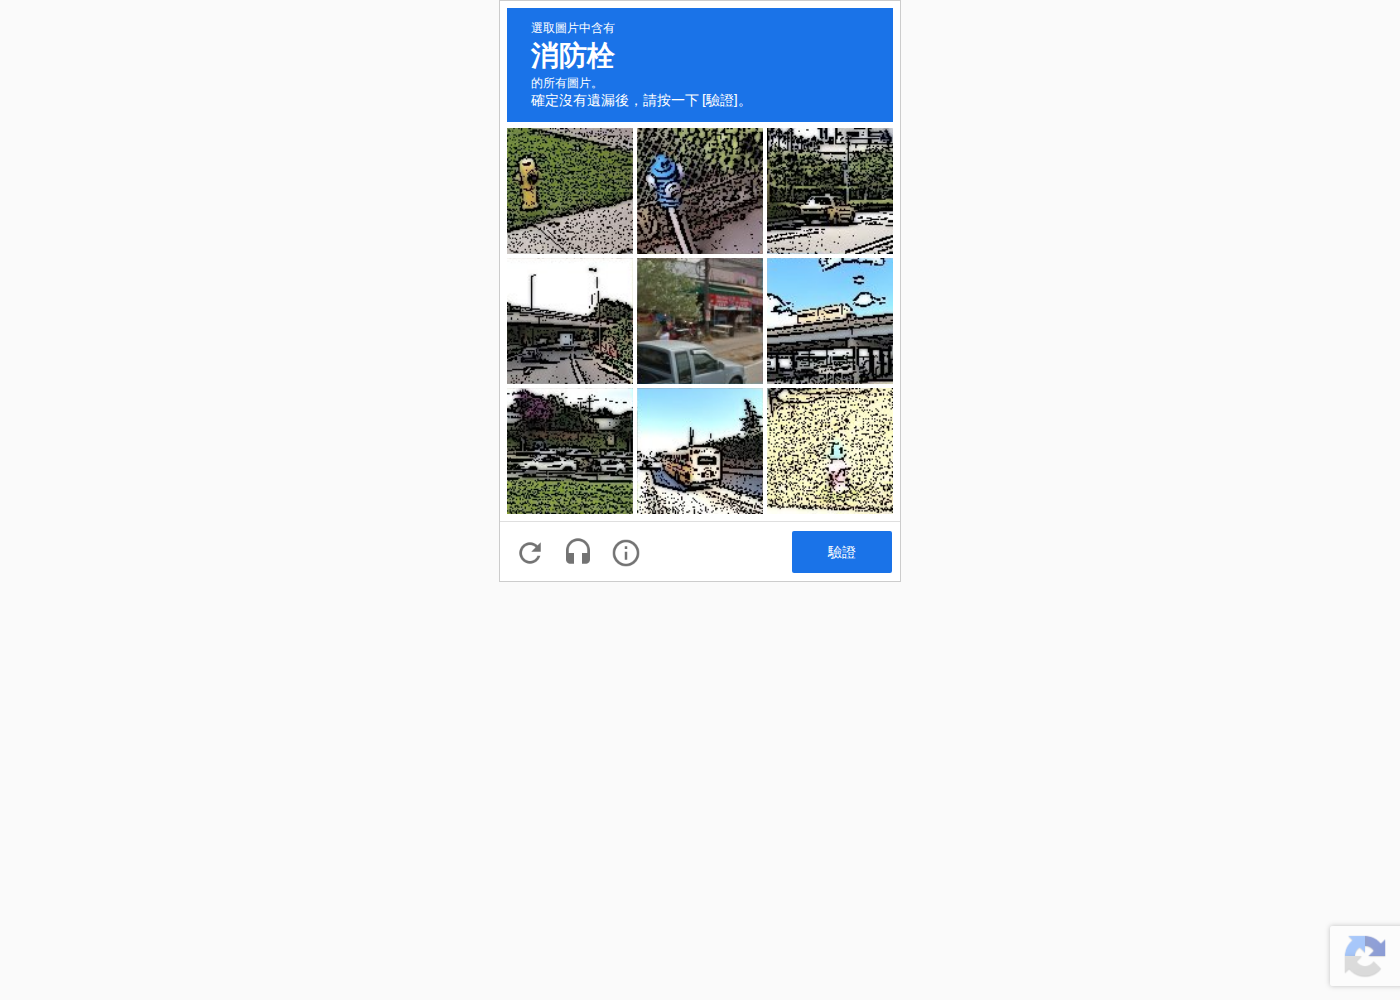 選取圖片中含有
消防栓
的所有圖片。
確定沒有遺漏後，請按一下 [驗證]。
驗證